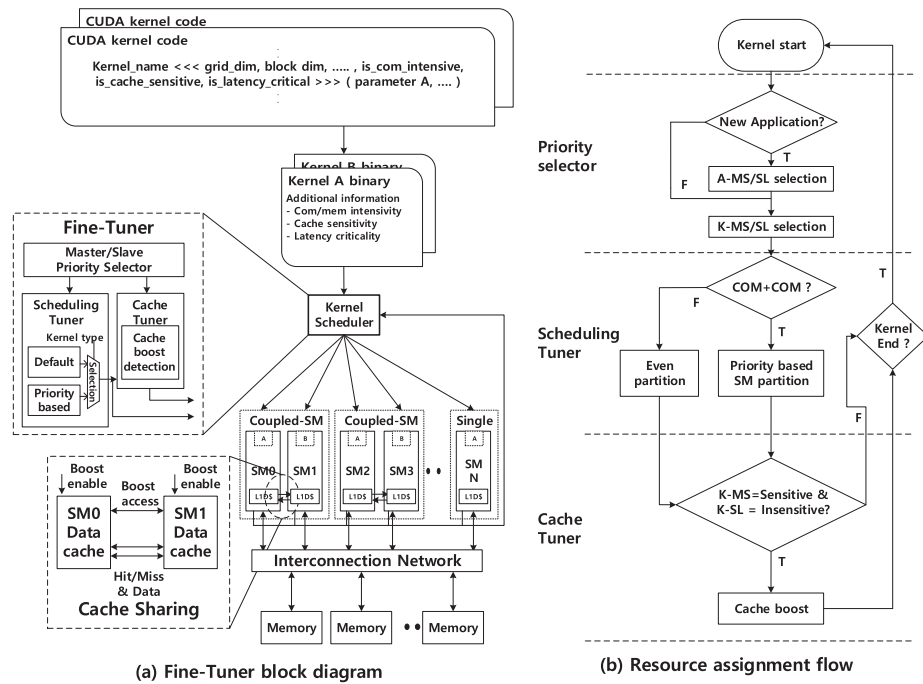 CUDA kernel code
CUDA kernel code
Kernel_name <<< grid_dim, block dim, ..... , is_com_intensive,
is_cache_sensitive, is_latency_critical >>> ( parameter A, .... )
Kernel B binary
Kernel A binary
Additional information
- Com/mem intensivity
- Cache sensitivity
- Latency criticality
Fine-Tuner
Master/Slave
Priority Selector
Scheduling
Tuner
Cache
Tuner
Kernel type
Default
Priority
based
Selection
Cache
boost
detection
Kernel
Scheduler
Coupled-SM
Coupled-SM
Single
A
B
A
B
A
SM0
SM1
SM2
SM3
SM
N
L1D$
L1D$
L1D$
L1D$
L1D$
Boost
enable
Boost
access
Boost
enable
SM0
Data
cache
SM1
Data
cache
Hit/Miss
& Data
Cache Sharing
Interconnection Network
Memory
Memory
Memory
(a) Fine-Tuner block diagram
Kernel start
Priority
selector
New Application?
T
F
A-MS/SL selection
K-MS/SL selection
Scheduling
Tuner
COM+COM ?
F
T
Even
partition
Priority based
SM partition
Kernel
End ?
T
F
Cache
Tuner
K-MS=Sensitive &
K-SL = Insensitive?
T
Cache boost
(b) Resource assignment flow